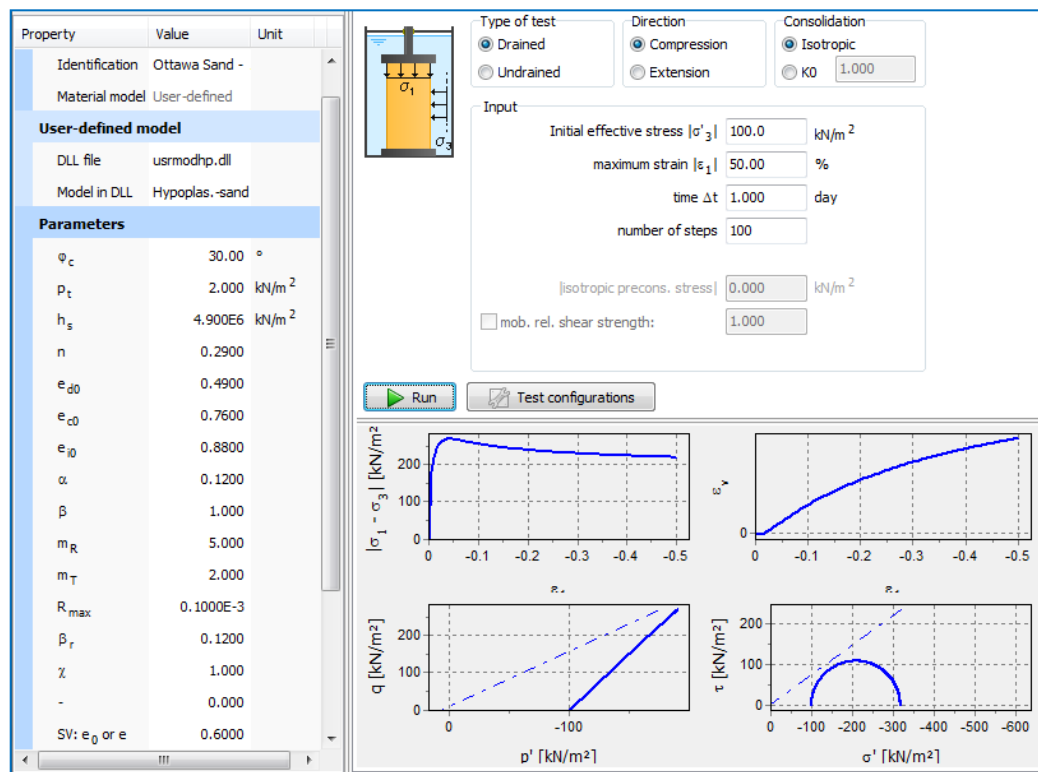 Property Value Unit
Identification Ottawa Sand -
Material model User-defined
User-defined model
DLL file usrmodhp.dll
Model in DLL Hypoplas.-sand
Parameters
φc 30.00 °
pt 2.000 kN/m 2
hs 4.900E6 kN/m 2
n 0.2900
ed0 0.4900
ec0 0.7600
ei0 0.8800
α 0.1200
β 1.000
mR 5.000
mT 2.000
Rmax 0.1000E-3
βr 0.1200
χ 1.000
- 0.000
SV: e0 or e 0.6000
σ1
σ3
Type of test
Drained
Undrained
Direction
Compression
Extension
Consolidation
Isotropic
K0 1.000
Input
Initial effective stress |σ'3| 100.0 kN/m 2
maximum strain |ε1| 50.00 %
time Δt 1.000 day
number of steps 100
|isotropic precons. stress| 0.000 kN/m 2
mob. rel. shear strength: 1.000
Run
Test configurations
|σ1 - σ3| [kN/m²
200
100
0
0 -0.1 -0.2 -0.3 -0.4 -0.5
ε1
εv
0
0 -0.1 -0.2 -0.3 -0.4 -0.5
ε1
q [kN/m²]
200
100
0
0 -100
p' [kN/m²]
τ [kN/m²]
200
100
0
0 -100 -200 -300 -400 -500 -600
σ' [kN/m²]